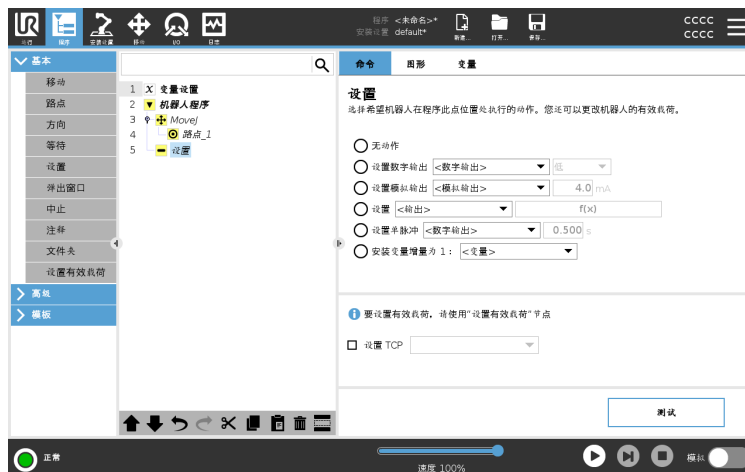 UR
运行
程序
安装设置
移动
I/O
日志
程序 <未命名>*
安装设置 default*
新建...
打开...
保存...
cccc
cccc
基本
移动
路点
方向
等待
设置
弹出窗口
中止
注释
文件夹
设置有效载荷
高级
模板
1 X 变量设置
2 机器人程序
3 MoveJ
4 路点_1
5 设置
命令 图形 变量
设置
选择希望机器人在程序此点位置处执行的动作。您还可以更改机器人的有效载荷。
无动作
设置数字输出 <数字输出> 低
设置模拟输出 <模拟输出> 4.0 mA
设置 <输出> f(x)
设置单脉冲 <数字输出> 0.500 s
安装变量增量为 1: <变量>
要设置有效载荷，请使用"设置有效载荷"节点
设置 TCP
测试
正常
速度 100%
模拟